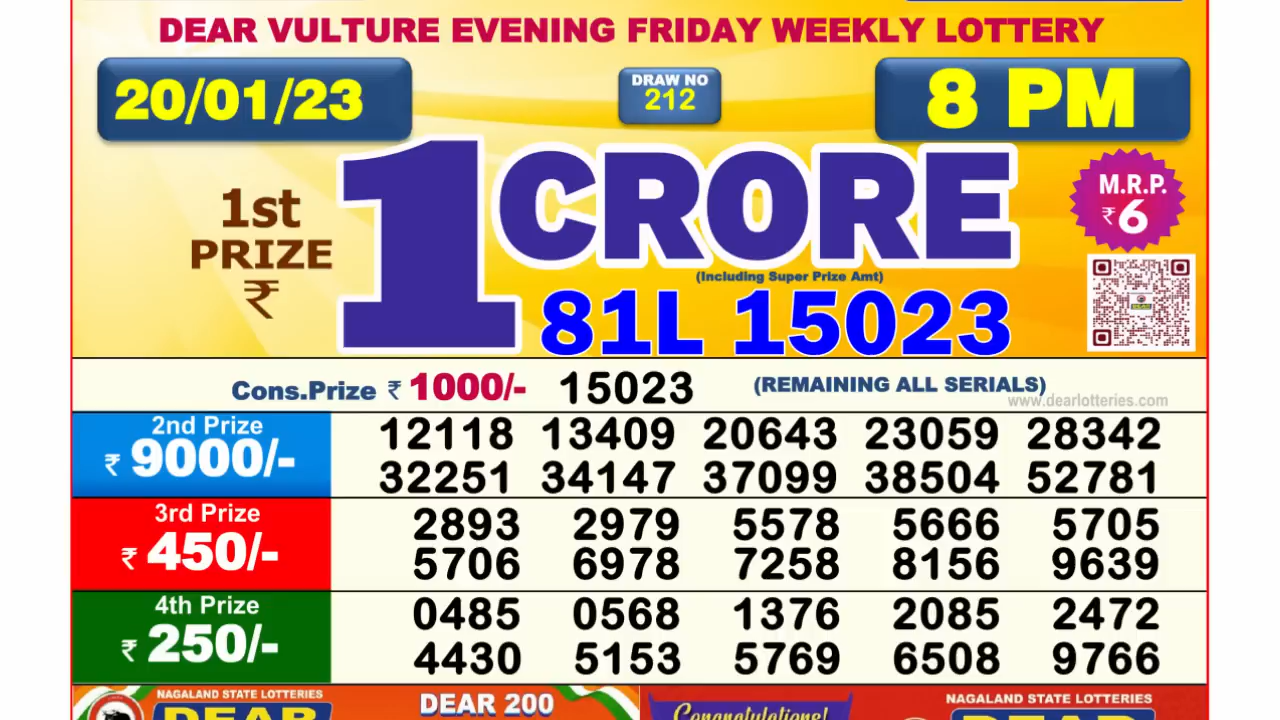 DEAR VULTURE EVENING FRIDAY WEEKLY LOTTERY
20/01/23
DRAW NO
212
8 PM
1st
PRIZE
₹
1 CRORE
(Including Super Prize Amt)
81L 15023
M.R.P.
₹ 6
Cons.Prize ₹ 1000/- 15023 (REMAINING ALL SERIALS)
www.dearlotteries.com
2nd Prize
₹ 9000/-
12118 13409 20643 23059 28342
32251 34147 37099 38504 52781
3rd Prize
₹ 450/-
2893 2979 5578 5666 5705
5706 6978 7258 8156 9639
4th Prize
₹ 250/-
0485 0568 1376 2085 2472
4430 5153 5769 6508 9766
NAGALAND STATE LOTTERIES
DEAR
DEAR 200
Congratulations!
NAGALAND STATE LOTTERIES
DEAR